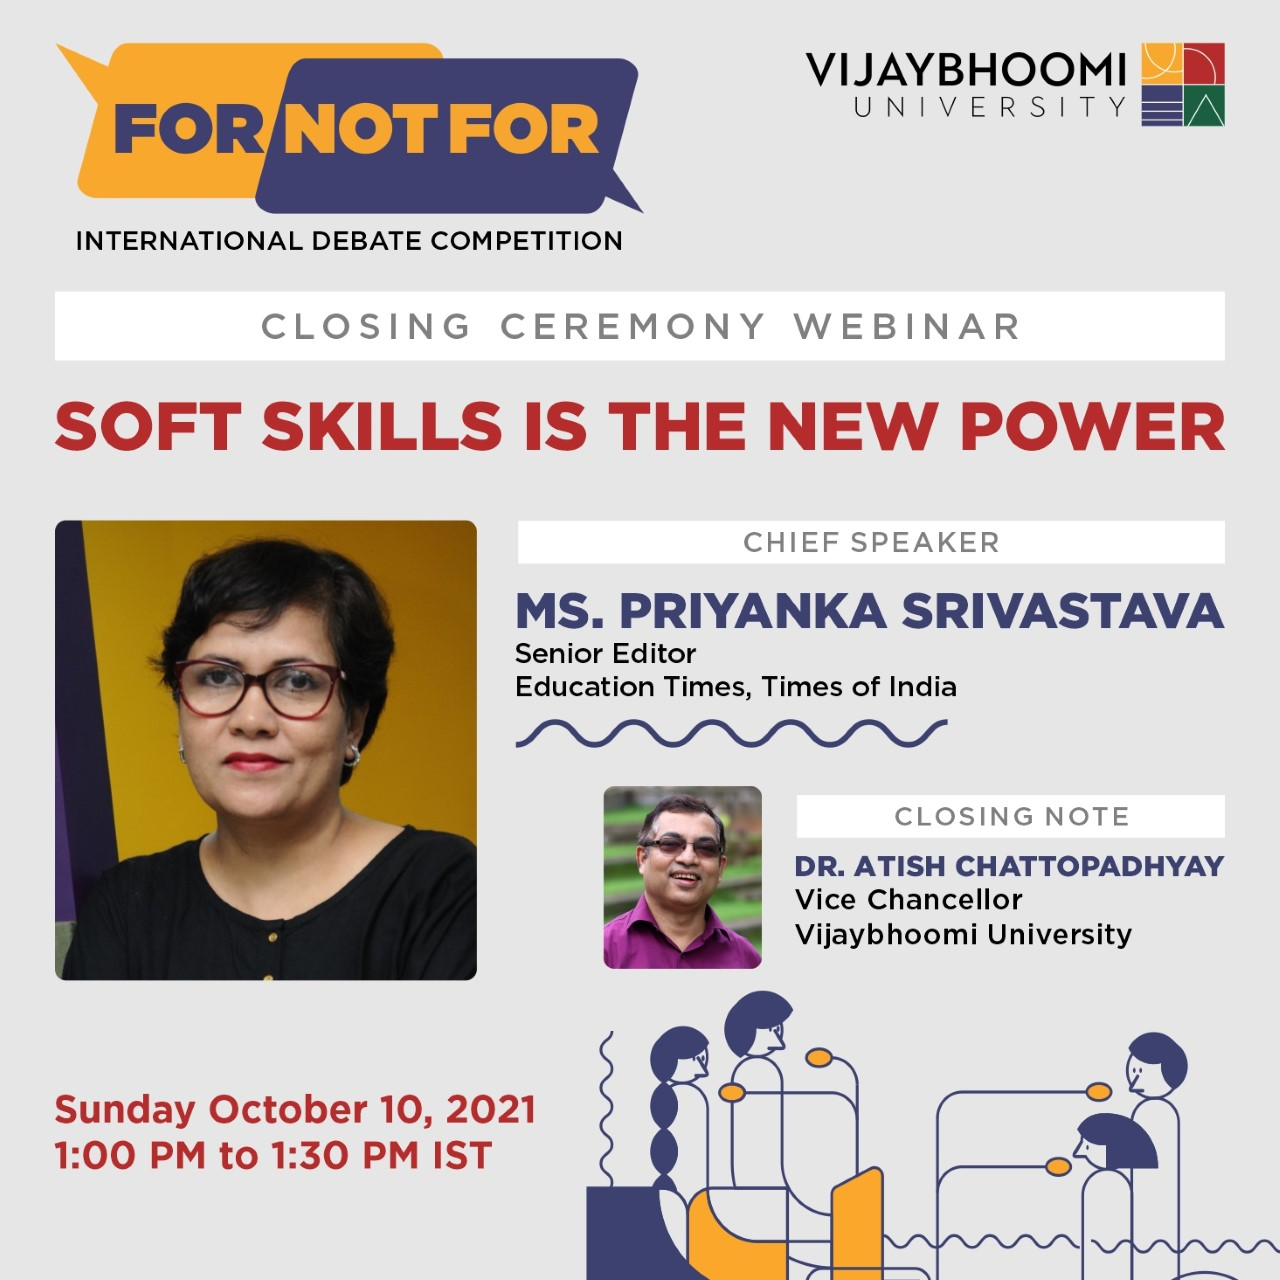 FOR NOT FOR
INTERNATIONAL DEBATE COMPETITION
VIJAYBHOOMI
UNIVERSITY
CLOSING CEREMONY WEBINAR
SOFT SKILLS IS THE NEW POWER
CHIEF SPEAKER
MS. PRIYANKA SRIVASTAVA
Senior Editor
Education Times, Times of India
CLOSING NOTE
DR. ATISH CHATTOPADHYAY
Vice Chancellor
Vijaybhoomi University
Sunday October 10, 2021
1:00 PM to 1:30 PM IST